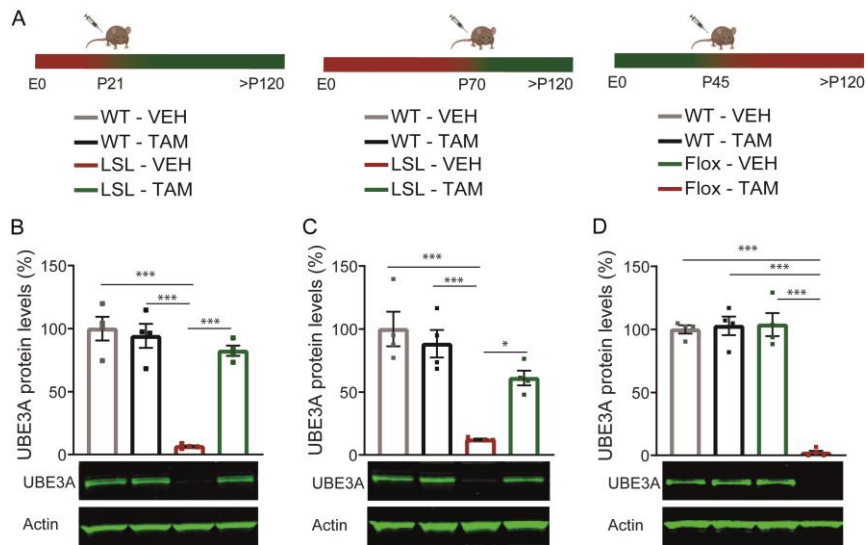 A
E0 P21 >P120
E0 P70 >P120
E0 P45 >P120
WT - VEH
WT - TAM
LSL - VEH
LSL - TAM
WT - VEH
WT - TAM
LSL - VEH
LSL - TAM
WT - VEH
WT - TAM
Flox - VEH
Flox - TAM
B
UBE3A protein levels (%)
150
100
50
0
***
***
***
UBE3A
Actin
C
UBE3A protein levels (%)
150
100
50
0
***
***
*
UBE3A
Actin
D
UBE3A protein levels (%)
150
100
50
0
***
***
***
UBE3A
Actin